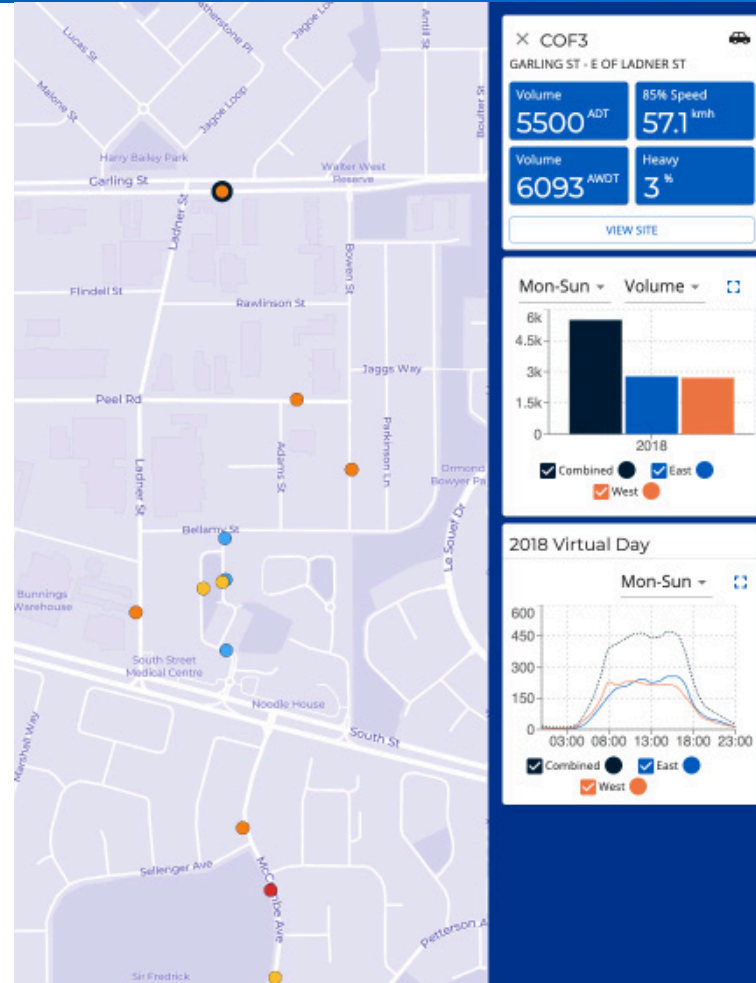 Lucas St
Jagoe Loop
Antill St
Malone St
Jagoe Loop
Boulter St
Harry Bailey Park
Walter West
Reserve
Garling St
Ladner St
Bowen St
Flindell St
Rawlinson St
Jaggs Way
Peel Rd
Parkinson Ln
Adams St
Ladner St
Ormond
Bowyer Pa
Le Souef Dr
Bellamy St
Bunnings
Warehouse
South Street
Medical Centre
Noodle House
South St
Marshall Way
Sellenger Ave
McCombe Ave
Petterson A
Sir Fredrick
× COF3
GARLING ST - E OF LADNER ST
Volume
5500 ADT
85% Speed
57.1 kmh
Volume
6093 AWDT
Heavy
3 %
VIEW SITE
Mon-Sun Volume
6k
4.5k
3k
1.5k
0
2018
Combined East
West
2018 Virtual Day
Mon-Sun
600
450
300
150
0
03:00 08:00 13:00 18:00 23:00
Combined East
West